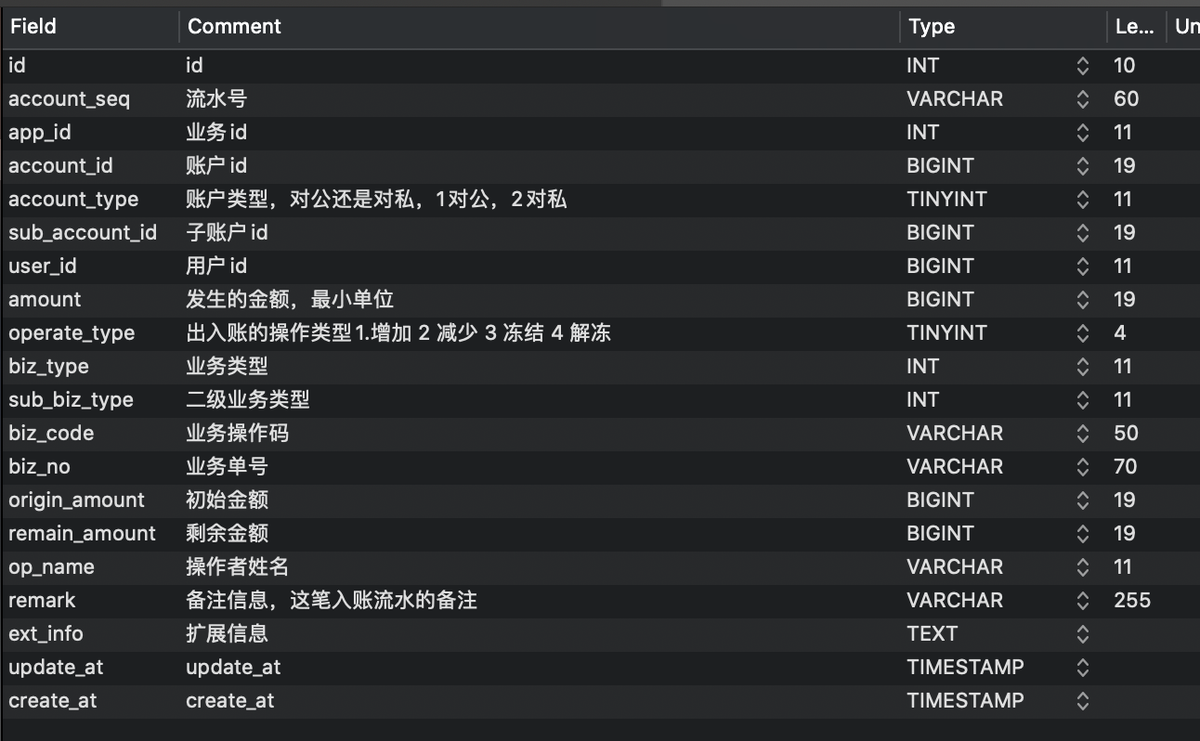 Field Comment Type Le... Un
id id INT 10
account_seq 流水号 VARCHAR 60
app_id 业务id INT 11
account_id 账户id BIGINT 19
account_type 账户类型，对公还是对私，1对公，2对私 TINYINT 11
sub_account_id 子账户id BIGINT 19
user_id 用户id BIGINT 11
amount 发生的金额，最小单位 BIGINT 19
operate_type 出入账的操作类型1.增加 2 减少 3 冻结 4 解冻 TINYINT 4
biz_type 业务类型 INT 11
sub_biz_type 二级业务类型 INT 11
biz_code 业务操作码 VARCHAR 50
biz_no 业务单号 VARCHAR 70
origin_amount 初始金额 BIGINT 19
remain_amount 剩余金额 BIGINT 19
op_name 操作者姓名 VARCHAR 11
remark 备注信息，这笔入账流水的备注 VARCHAR 255
ext_info 扩展信息 TEXT
update_at update_at TIMESTAMP
create_at create_at TIMESTAMP